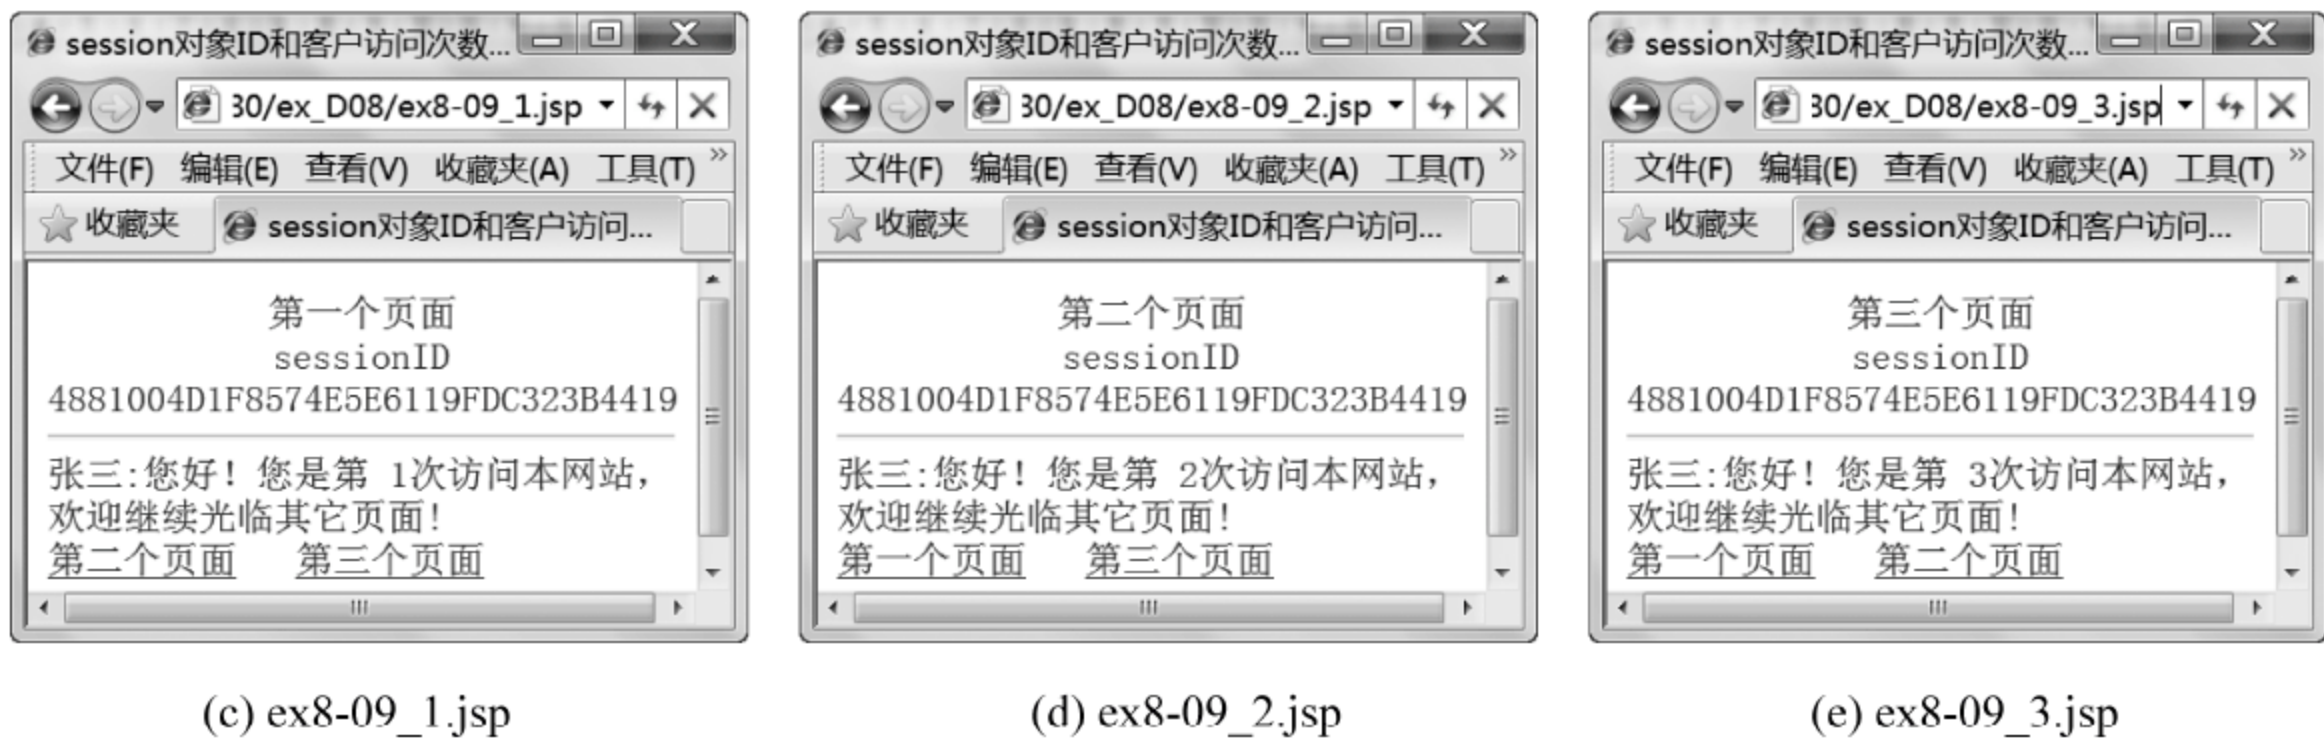 session对象ID和客户访问次数...
30/ex_D08/ex8-09_1.jsp
文件(F) 编辑(E) 查看(V) 收藏夹(A) 工具(T) »
收藏夹 session对象ID和客户访问...
第一个页面
sessionID
4881004D1F8574E5E6119FDC323B4419
张三:您好! 您是第 1次访问本网站,
欢迎继续光临其它页面!
第二个页面 第三个页面
(c) ex8-09_1.jsp
session对象ID和客户访问次数...
30/ex_D08/ex8-09_2.jsp
文件(F) 编辑(E) 查看(V) 收藏夹(A) 工具(T) »
收藏夹 session对象ID和客户访问...
第二个页面
sessionID
4881004D1F8574E5E6119FDC323B4419
张三:您好! 您是第 2次访问本网站,
欢迎继续光临其它页面!
第一个页面 第三个页面
(d) ex8-09_2.jsp
session对象ID和客户访问次数...
30/ex_D08/ex8-09_3.jsp
文件(F) 编辑(E) 查看(V) 收藏夹(A) 工具(T) »
收藏夹 session对象ID和客户访问...
第三个页面
sessionID
4881004D1F8574E5E6119FDC323B4419
张三:您好! 您是第 3次访问本网站,
欢迎继续光临其它页面!
第一个页面 第二个页面
(e) ex8-09_3.jsp